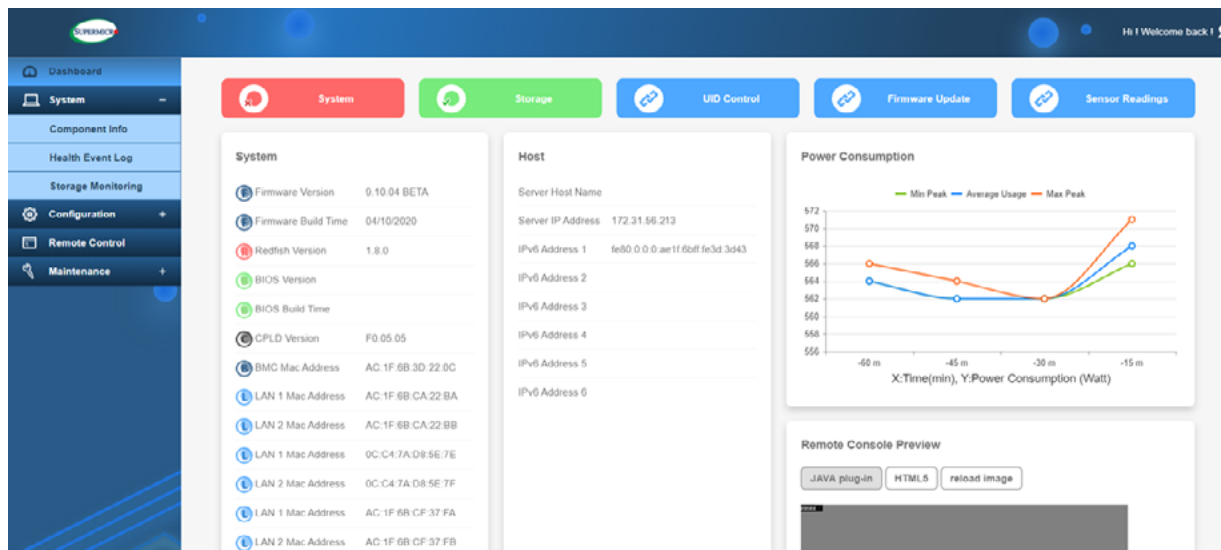 SUPERMICRO
Hi ! Welcome back !
Dashboard
System
Component Info
Health Event Log
Storage Monitoring
Configuration
Remote Control
Maintenance
System
Storage
UID Control
Firmware Update
Sensor Readings
System
Firmware Version 0.10.04 BETA
Firmware Build Time 04/10/2020
Redfish Version 1.8.0
BIOS Version
BIOS Build Time
CPLD Version F0.05.05
BMC Mac Address AC:1F:6B:3D:22:0C
LAN 1 Mac Address AC:1F:6B:CA:22:BA
LAN 2 Mac Address AC:1F:6B:CA:22:BB
LAN 1 Mac Address 0C:C4:7A:D8:5E:7E
LAN 2 Mac Address 0C:C4:7A:D8:5E:7F
LAN 1 Mac Address AC:1F:6B:CF:37:FA
LAN 2 Mac Address AC:1F:6B:CF:37:FB
Host
Server Host Name
Server IP Address 172.31.56.213
IPv6 Address 1 fe80:0:0:0:ae1f:6bff:fe3d:3d43
IPv6 Address 2
IPv6 Address 3
IPv6 Address 4
IPv6 Address 5
IPv6 Address 6
Power Consumption
Min Peak Average Usage Max Peak
572
570
568
566
564
562
560
558
556
-60 m -45 m -30 m -15 m
X:Time(min), Y:Power Consumption (Watt)
Remote Console Preview
JAVA plug-in HTML5 reload image